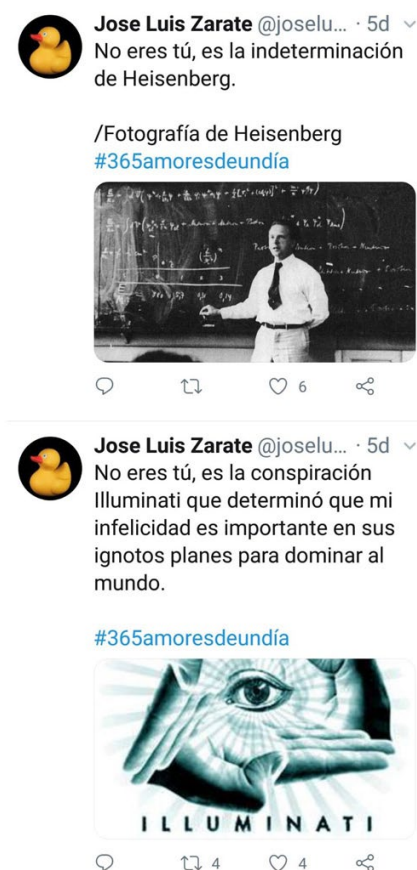 Jose Luis Zarate @joselu... · 5d
No eres tú, es la indeterminación
de Heisenberg.
/Fotografía de Heisenberg
#365amoresdeundía
6
Jose Luis Zarate @joselu... · 5d
No eres tú, es la conspiración
Illuminati que determinó que mi
infelicidad es importante en sus
ignotos planes para dominar al
mundo.
#365amoresdeundía
ILLUMINATI
4 4